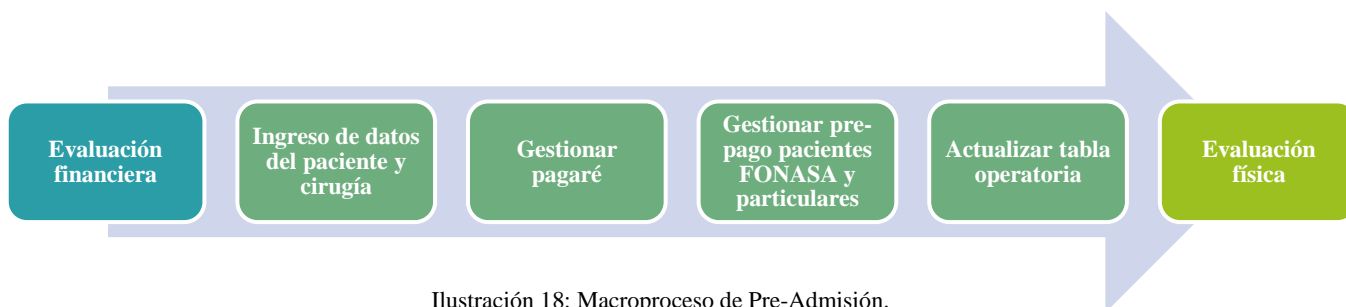 Evaluación
financiera
Ingreso de datos
del paciente y
cirugía
Gestionar
pagaré
Gestionar pre-
pago pacientes
FONASA y
particulares
Actualizar tabla
operatoria
Evaluación
física
Ilustración 18: Macroproceso de Pre-Admisión.